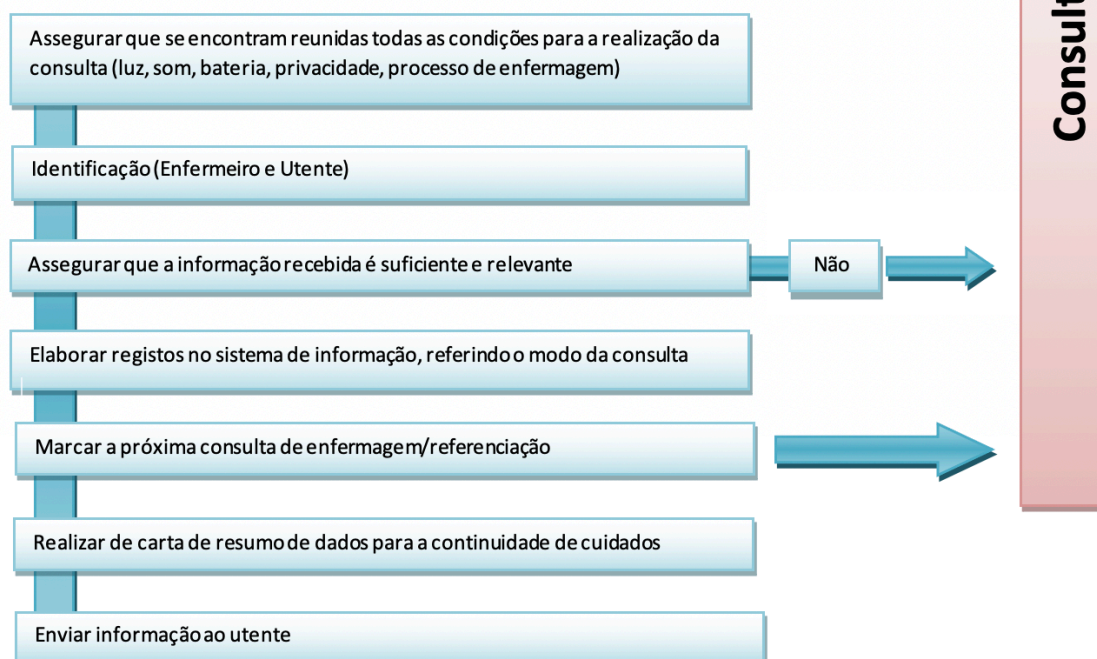 Assegurar que se encontram reunidas todas as condições para a realização da
consulta (luz, som, bateria, privacidade, processo de enfermagem)
Identificação (Enfermeiro e Utente)
Assegurar que a informação recebida é suficiente e relevante
Não
Elaborar registos no sistema de informação, referindo o modo da consulta
Marcar a próxima consulta de enfermagem/referenciação
Realizar de carta de resumo de dados para a continuidade de cuidados
Enviar informação ao utente